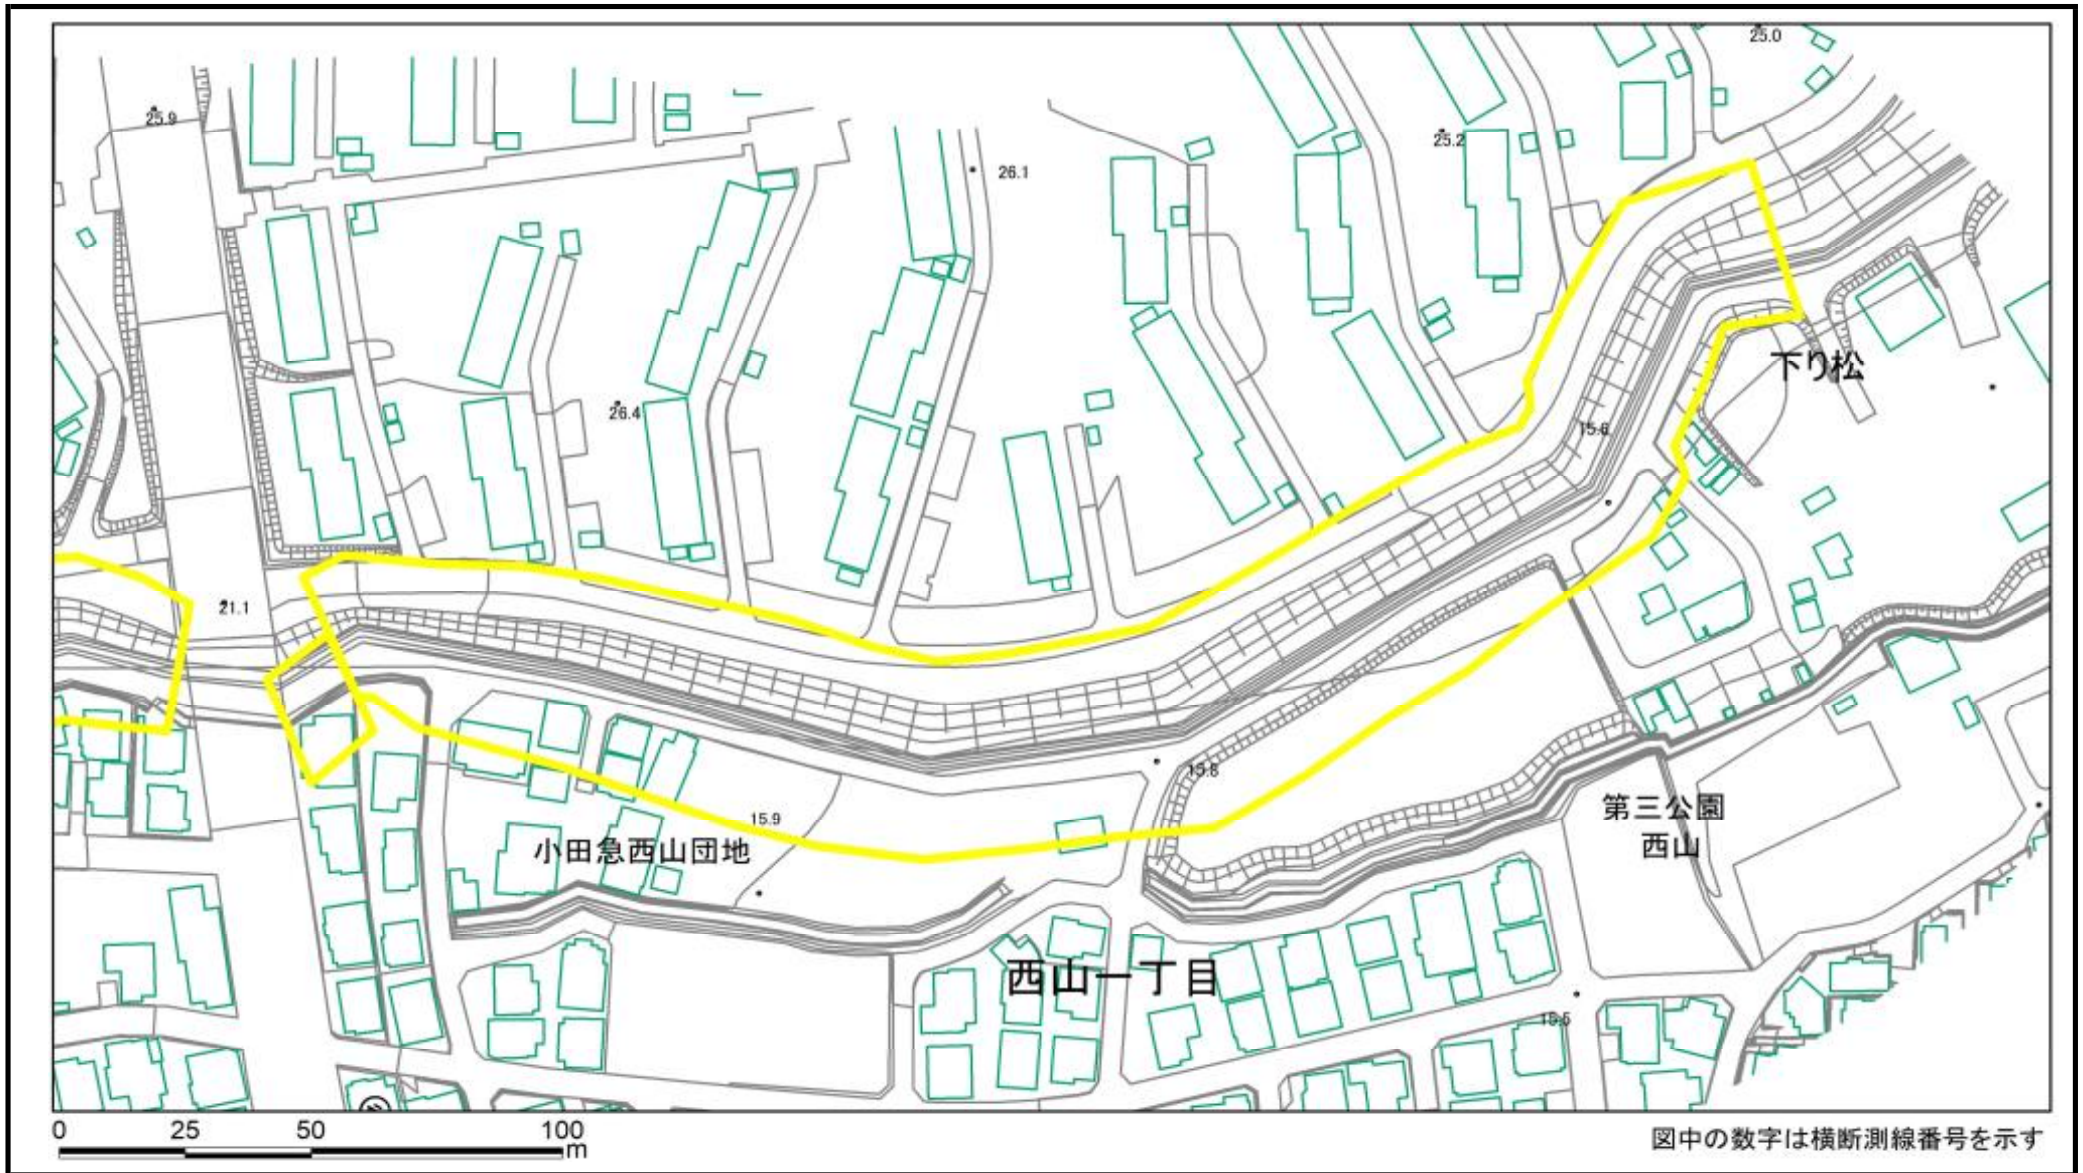 25.0
25.9
25.2
26.1
下り松
26.4
15.6
21.1
15.8
第三公園
15.9
西山
小田急西山団地
西山一丁目
15.5
0 25 50 100
m
図中の数字は横断測線番号を示す